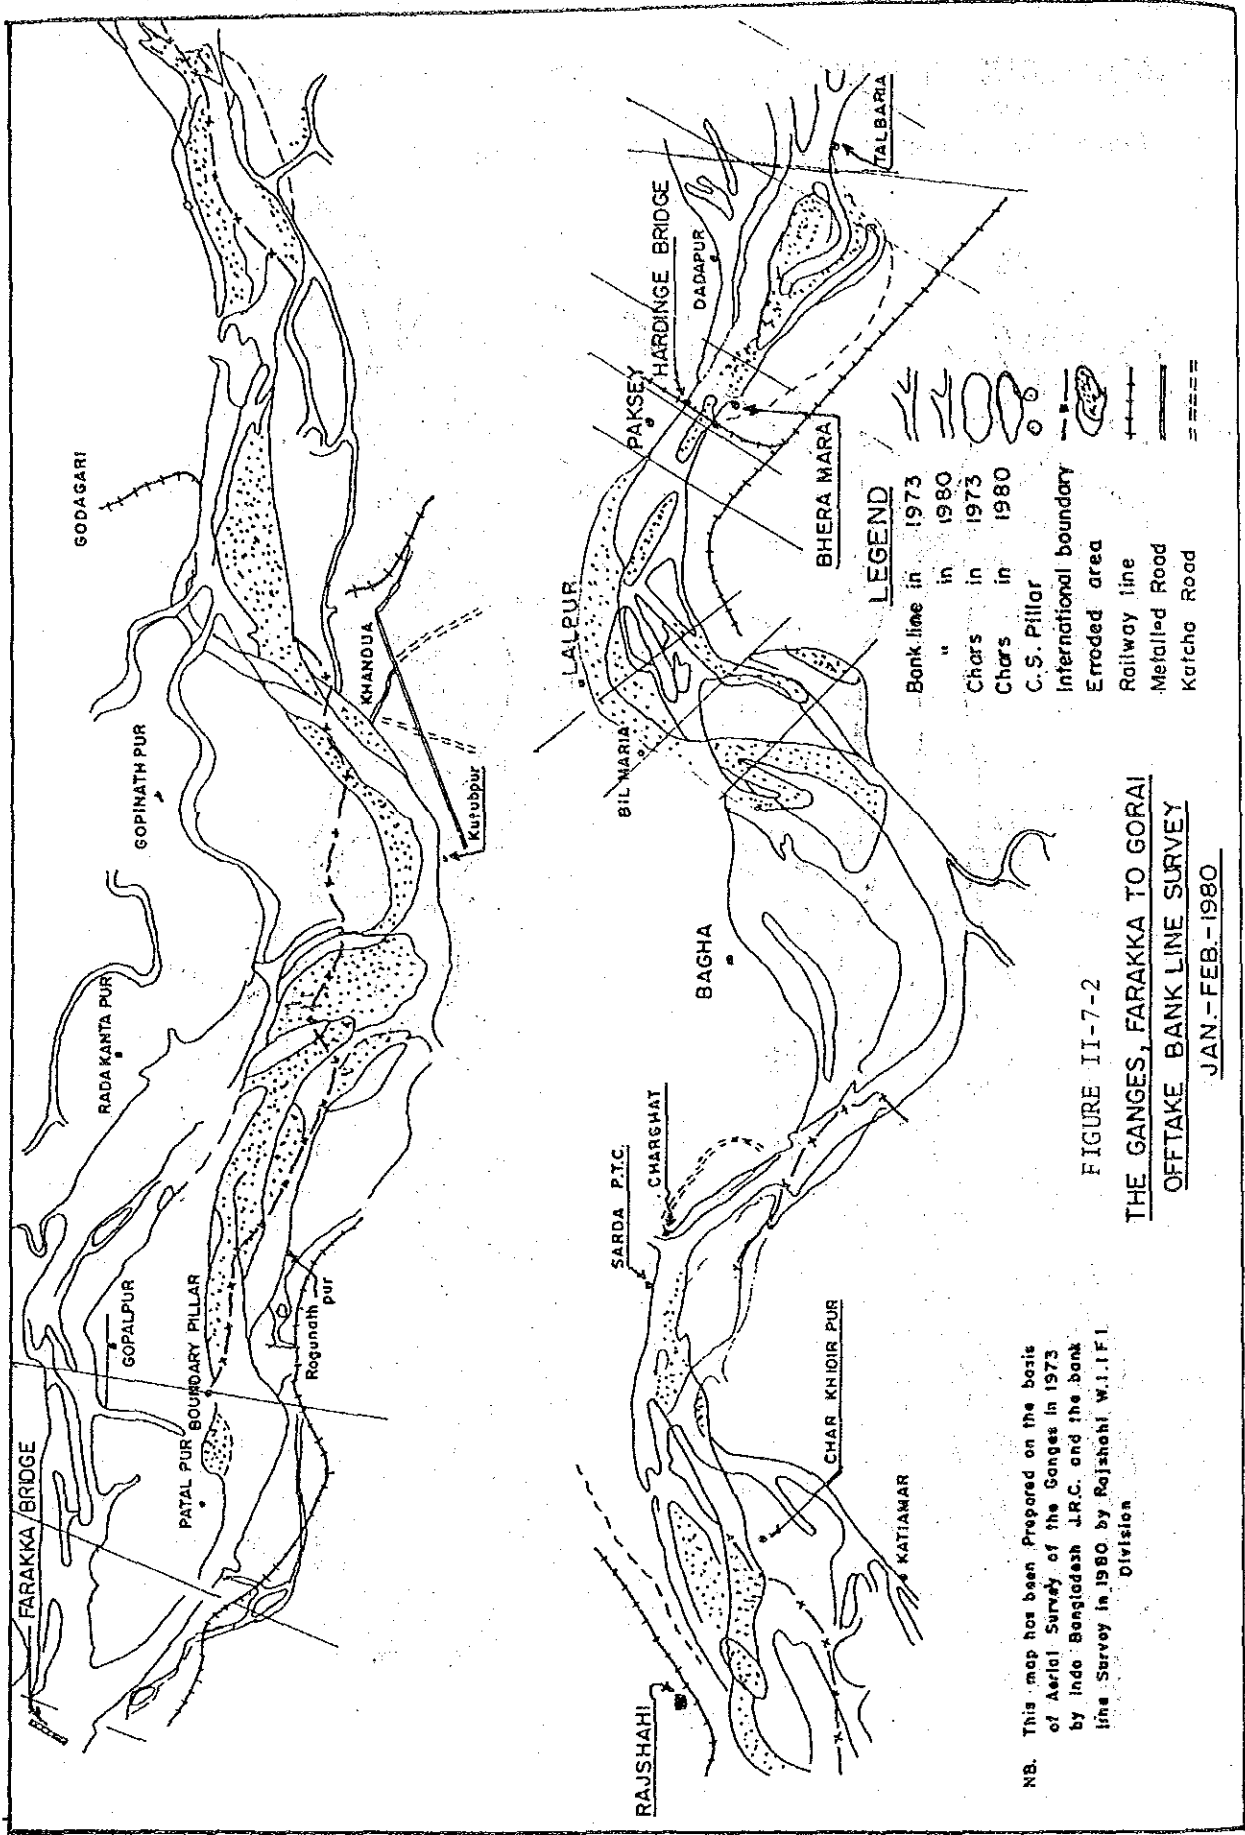 FARAKKA BRIDGE
PATAL PUR
BOUNDARY PILLAR
GOPALPUR
Rogunath
pur
RADA KANTA PUR
GOPINATH PUR
Kutubpur
KHANDUA
GODAGARI
RAJSHAHI
CHAR KHIDIR PUR
KATIAMAR
SARDA P.T.C.
CHARGHAT
BAGHA
BIL MARIA
LALPUR
PAKSEY
HARDINGE BRIDGE
BHERA MARA
DADAPUR
TALBARIA
LEGEND
Bank line in 1973
" in 1980
Chars in 1973
Chars in 1980
C. S. Pillar
International boundary
Erroded area
Railway line
Metalled Road
Katcha Road
NB. This map has been Prepared on the basis
of Aerial Survey of the Ganges in 1973
by Indo Bangladesh J.R.C. and the bank
line Survey in 1980 by Rajshahi W.I.I F I
Division
FIGURE II-7-2
THE GANGES, FARAKKA TO GORAI
OFFTAKE BANK LINE SURVEY
JAN.-FEB.-1980